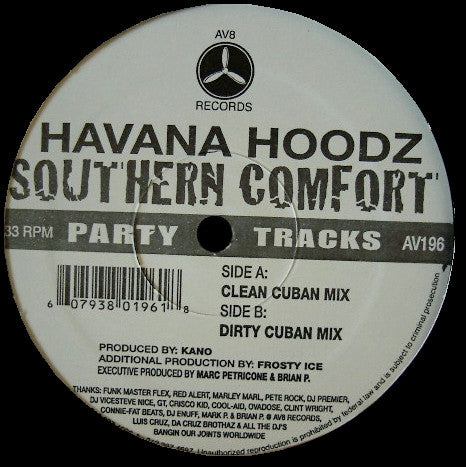 AV8
RECORDS
HAVANA HOODZ
'SOUTHERN COMFORT'
33 RPM PARTY TRACKS AV196
SIDE A:
CLEAN CUBAN MIX
SIDE B:
DIRTY CUBAN MIX
6 07938 01961 8
PRODUCED BY: KANO
ADDITIONAL PRODUCTION BY: FROSTY ICE
EXECUTIVE PRODUCED BY MARC PETRICONE & BRIAN P.
THANKS: FUNK MASTER FLEX, RED ALERT, MARLEY MARL, PETE ROCK, DJ PREMIER,
DJ VICESTEVE NICE, GT, CRISCO KID, COOL-AID, OVADOSE, CLINT WRIGHT,
CONNIE-FAT BEATS, DJ ENUFF, MARK P. & BRIAN P. @ AV8 RECORDS,
LUIS CRUZ, DA CRUZ BROTHAZ & ALL THE DJ'S
BANGIN OUR JOINTS WORLDWIDE
Unauthorized reproduction is prohibited by federal law and is subject to criminal prosecution